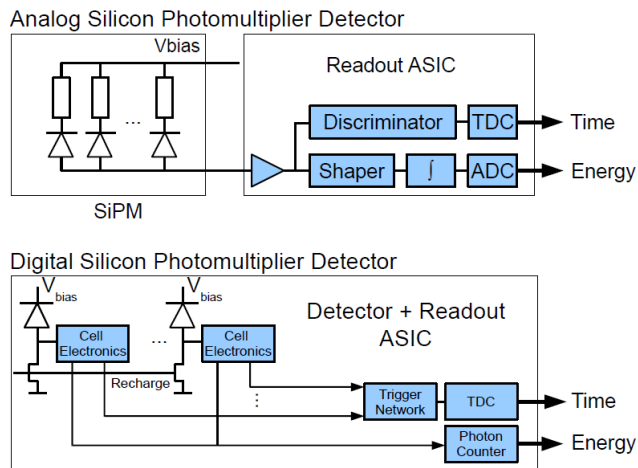 Analog Silicon Photomultiplier Detector
Vbias
Readout ASIC
...
Discriminator
TDC
Time
Shaper
∫
ADC
Energy
SiPM
Digital Silicon Photomultiplier Detector
Vbias
Vbias
Cell
Electronics
...
Cell
Electronics
Detector + Readout
ASIC
Recharge
...
Trigger
Network
TDC
Time
Photon
Counter
Energy